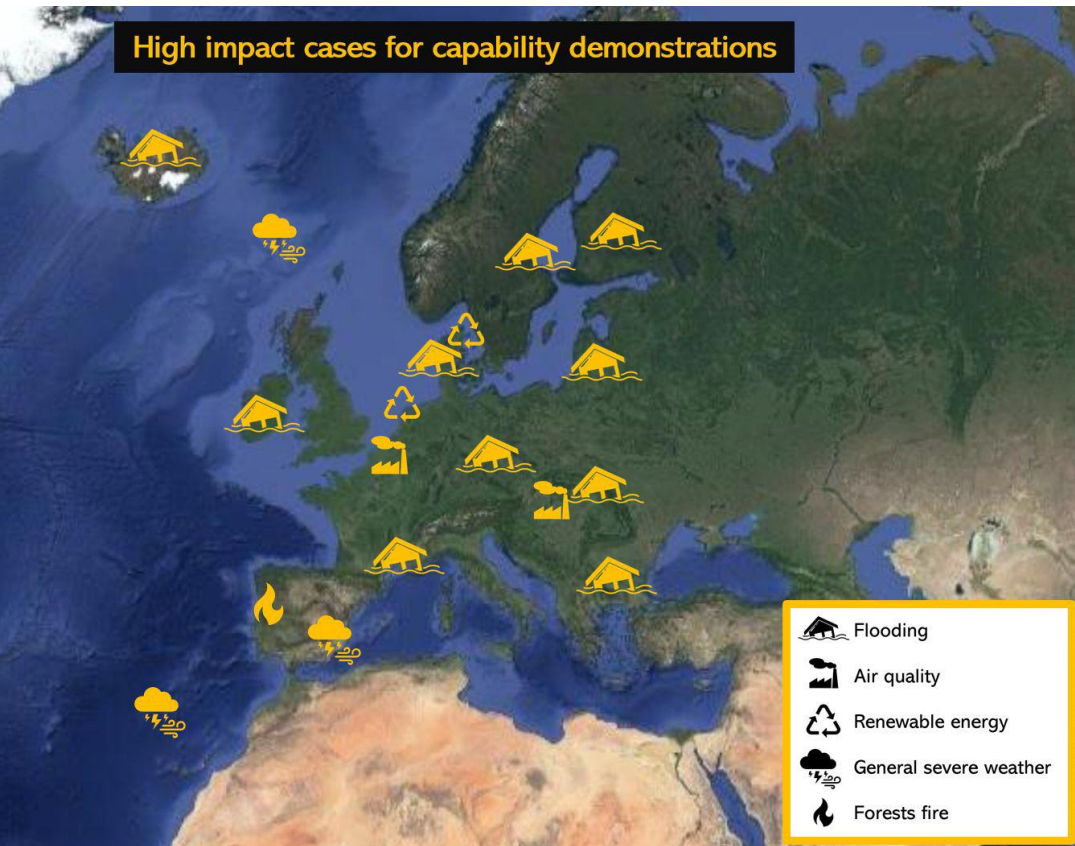 High impact cases for capability demonstrations
Flooding
Air quality
Renewable energy
General severe weather
Forests fire